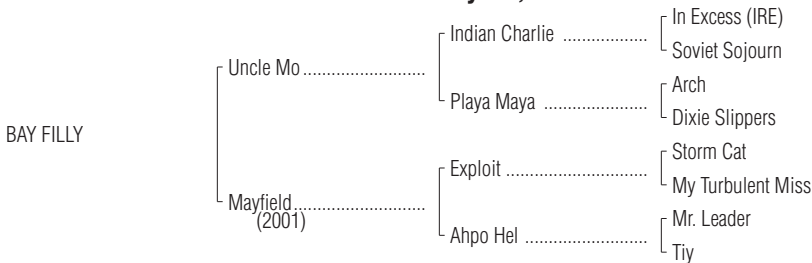 In Excess (IRE)
Indian Charlie ....................
Soviet Sojourn
Uncle Mo ............................
Arch
Playa Maya ........................
Dixie Slippers
BAY FILLY
Storm Cat
Exploit .................................
My Turbulent Miss
Mayfield ..............................
(2001)
Mr. Leader
Ahpo Hel ............................
Tiy